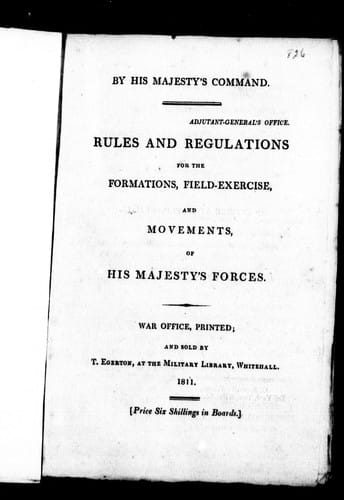 826
BY HIS MAJESTY'S COMMAND.
ADJUTANT-GENERAL'S OFFICE.
RULES AND REGULATIONS
FOR THE
FORMATIONS, FIELD-EXERCISE,
AND
MOVEMENTS,
OF
HIS MAJESTY'S FORCES.
WAR OFFICE, PRINTED;
AND SOLD BY
T. EGERTON, AT THE MILITARY LIBRARY, WHITEHALL.
1811.
[Price Six Shillings in Boards.]